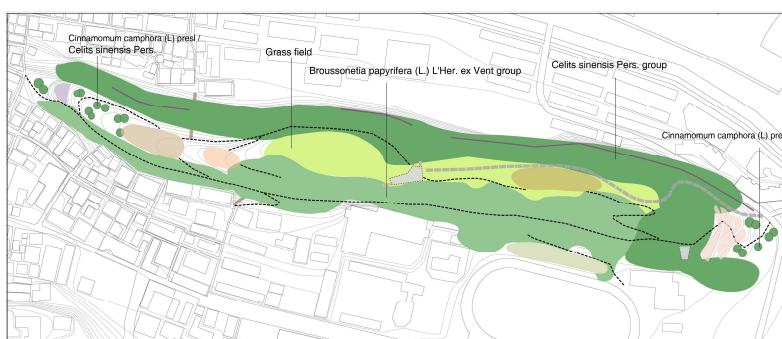 Cinnamomum camphora (L) presl /
Celits sinensis Pers.
Grass field
Broussonetia papyrifera (L.) L'Her. ex Vent group
Celits sinensis Pers. group
Cinnamomum camphora (L) pre